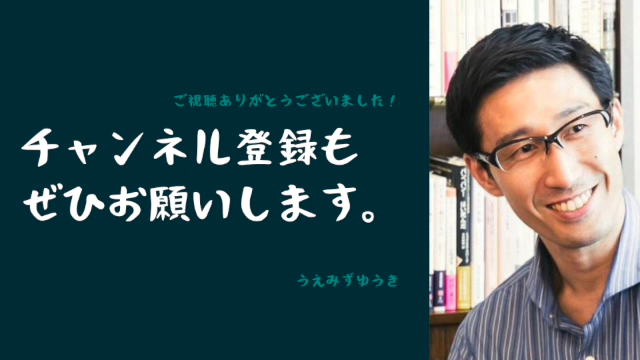 ご視聴ありがとうございました！
チャンネル登録も
ぜひお願いします。
うえみずゆうき